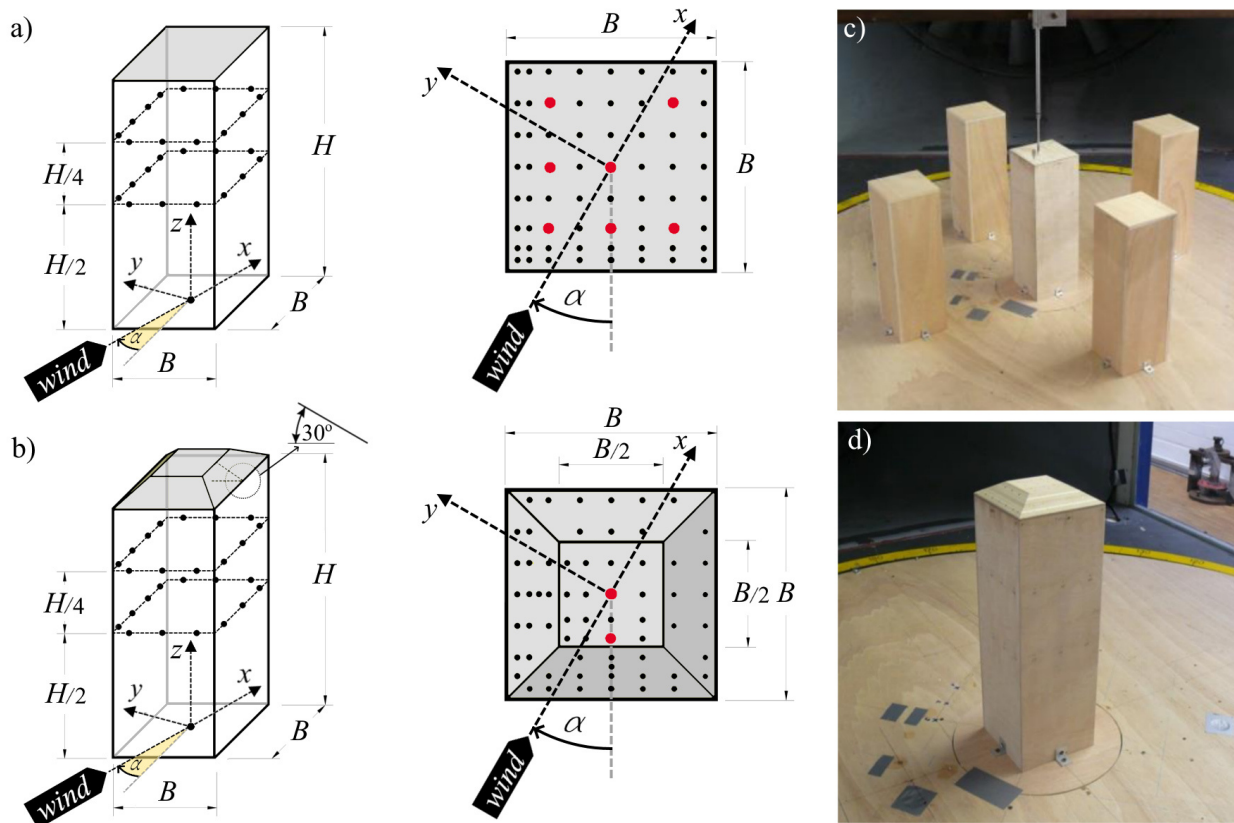 a)
H
H/4
H/2
z
x
y
B
α
wind
B
B
x
y
B
α
wind
c)
b)
30°
H
H/4
H/2
z
x
y
B
α
wind
B
B
B/2
x
y
B/2 B
α
wind
d)